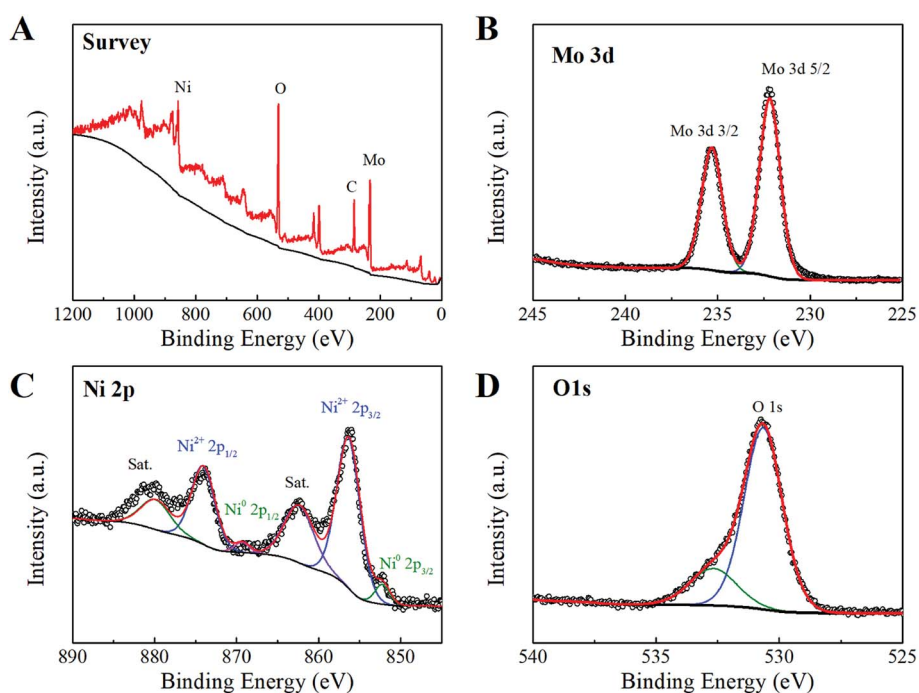 A
Survey
Ni
O
C
Mo
Intensity (a.u.)
1200 1000 800 600 400 200 0
Binding Energy (eV)
B
Mo 3d
Mo 3d 5/2
Mo 3d 3/2
Intensity (a.u.)
245 240 235 230 225
Binding Energy (eV)
C
Ni 2p
Ni²⁺ 2p₃/₂
Ni²⁺ 2p₁/₂
Sat.
Sat.
Ni⁰ 2p₁/₂
Ni⁰ 2p₃/₂
Intensity (a.u.)
890 880 870 860 850
Binding Energy (eV)
D
O1s
O 1s
Intensity (a.u.)
540 535 530 525
Binding Energy (eV)